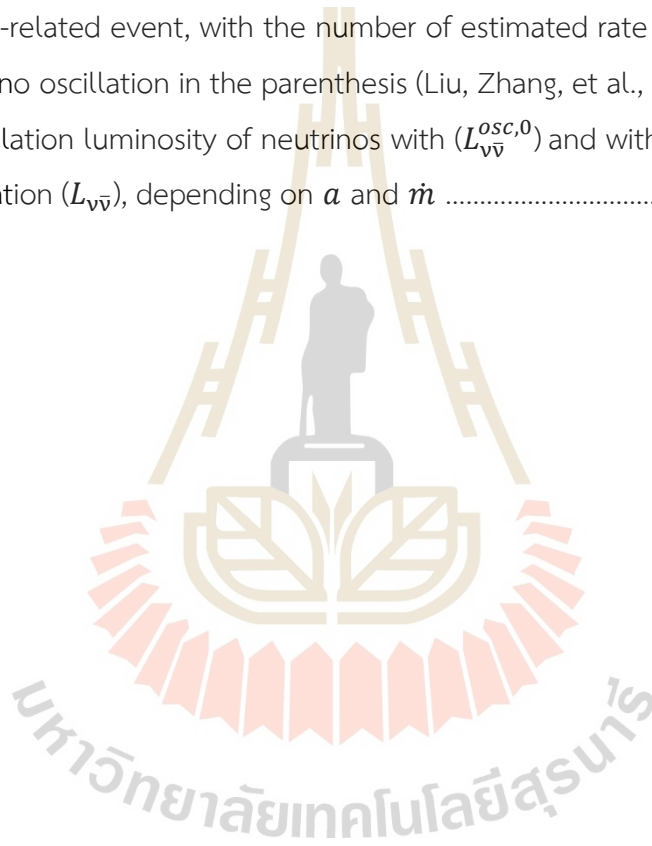 -related event, with the number of estimated rate
no oscillation in the parenthesis (Liu, Zhang, et al.,
lation luminosity of neutrinos with (L_{νν̄}^{osc,0}) and with
ation (L_{νν̄}), depending on a and ṁ ................................
มหาวิทยาลัยเทคโนโลยีสุรนารี